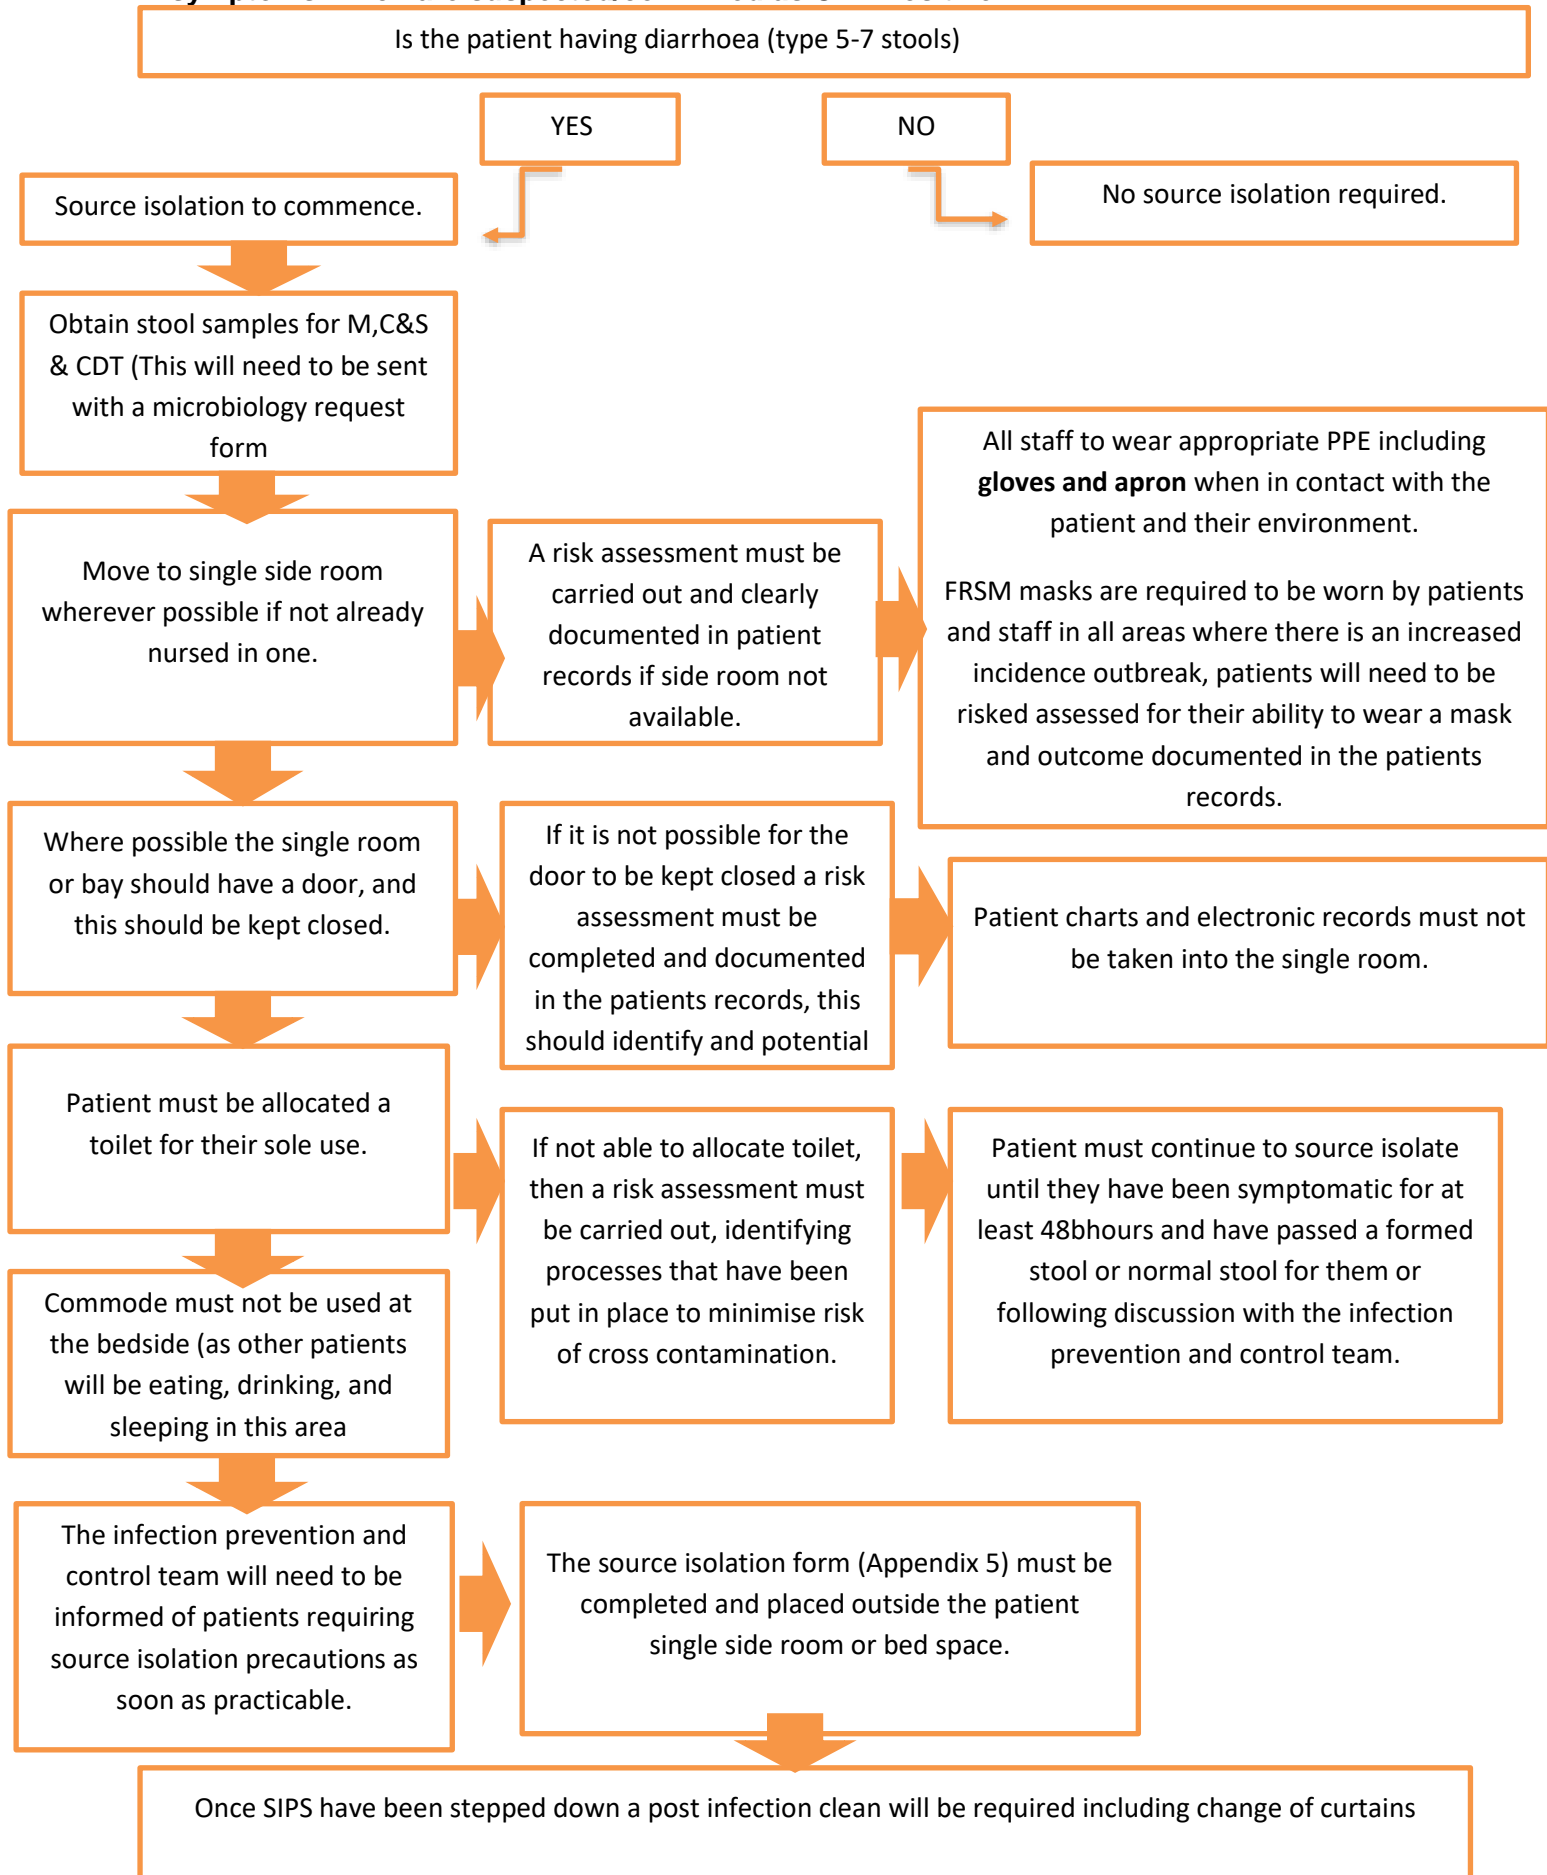 Is the patient having diarrhoea (type 5-7 stools)
YES
NO
Source isolation to commence.
No source isolation required.
Obtain stool samples for M,C&S
& CDT (This will need to be sent
with a microbiology request
form
Move to single side room
wherever possible if not already
nursed in one.
A risk assessment must be
carried out and clearly
documented in patient
records if side room not
available.
All staff to wear appropriate PPE including
gloves and apron when in contact with the
patient and their environment.
FRSM masks are required to be worn by patients
and staff in all areas where there is an increased
incidence outbreak, patients will need to be
risked assessed for their ability to wear a mask
and outcome documented in the patients
records.
Where possible the single room
or bay should have a door, and
this should be kept closed.
If it is not possible for the
door to be kept closed a risk
assessment must be
completed and documented
in the patients records, this
should identify and potential
Patient charts and electronic records must not
be taken into the single room.
Patient must be allocated a
toilet for their sole use.
If not able to allocate toilet,
then a risk assessment must
be carried out, identifying
processes that have been
put in place to minimise risk
of cross contamination.
Patient must continue to source isolate
until they have been symptomatic for at
least 48bhours and have passed a formed
stool or normal stool for them or
following discussion with the infection
prevention and control team.
Commode must not be used at
the bedside (as other patients
will be eating, drinking, and
sleeping in this area
The infection prevention and
control team will need to be
informed of patients requiring
source isolation precautions as
soon as practicable.
The source isolation form (Appendix 5) must be
completed and placed outside the patient
single side room or bed space.
Once SIPS have been stepped down a post infection clean will be required including change of curtains